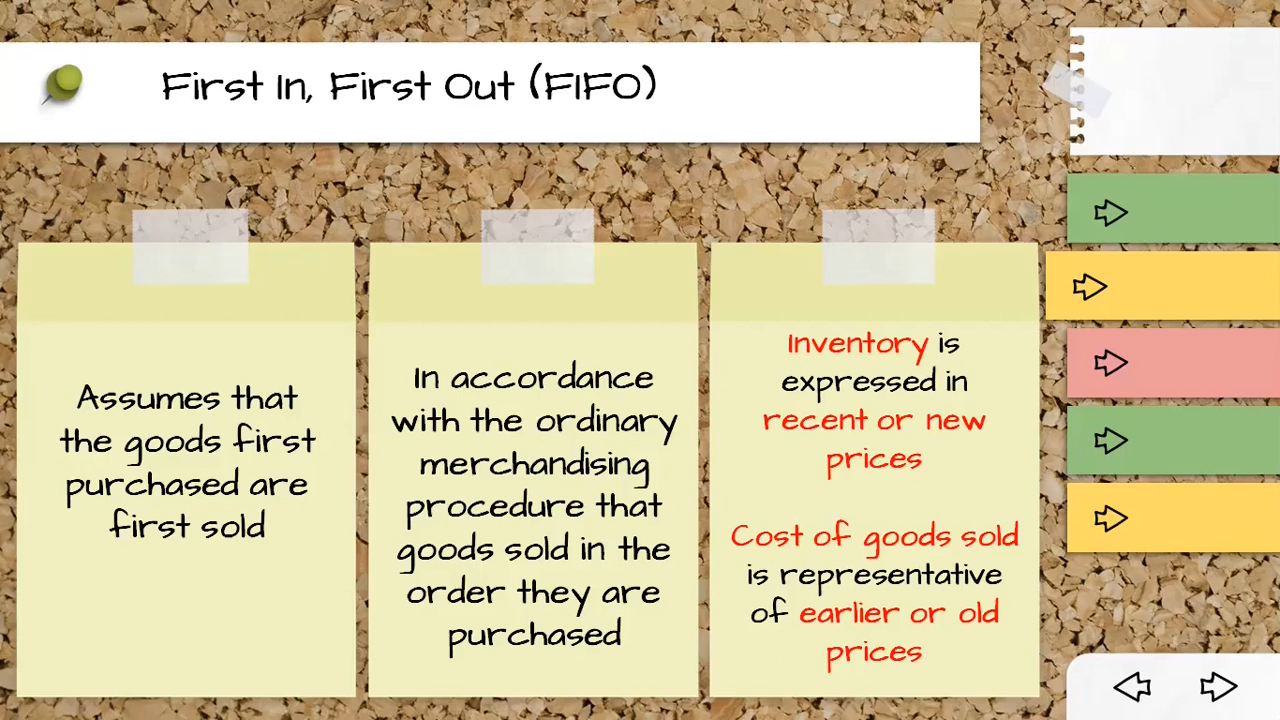 First In, First Out (FIFO)
Assumes that
the goods first
purchased are
first sold
In accordance
with the ordinary
merchandising
procedure that
goods sold in the
order they are
purchased
Inventory is
expressed in
recent or new
prices
Cost of goods sold
is representative
of earlier or old
prices